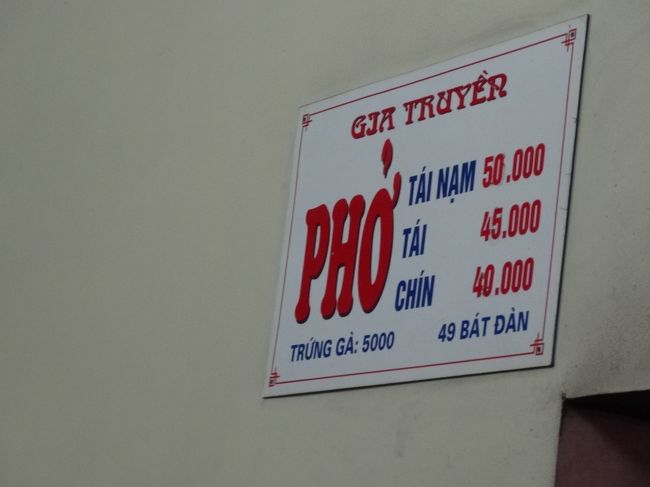 GIA TRUYỀN
PHỞ
TÁI NẠM 50.000
TÁI 45.000
CHÍN 40.000
TRỨNG GÀ: 5000 49 BÁT ĐÀN